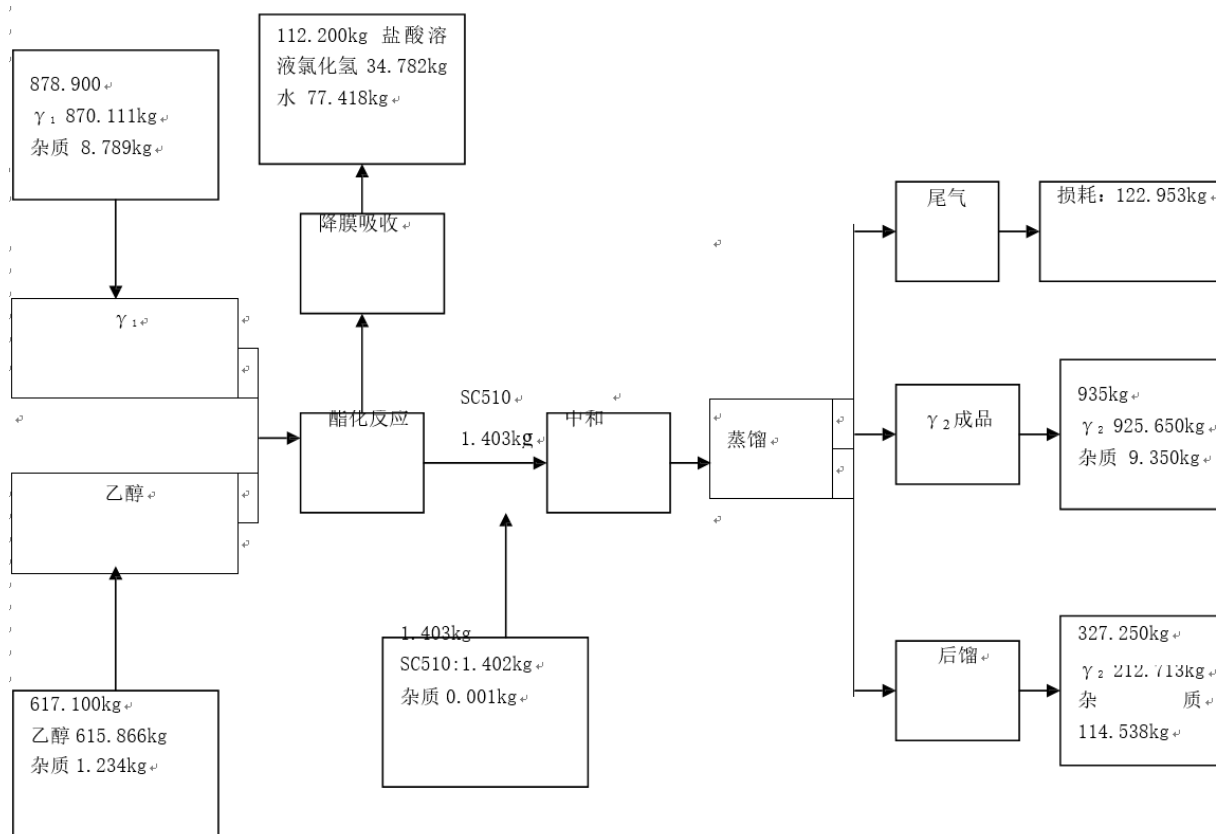 112.200kg 盐酸溶
液氯化氢 34.782kg
水 77.418kg
878.900
γ₁ 870.111kg
杂质 8.789kg
降膜吸收
尾气
损耗: 122.953kg
γ₁
SC510
1.403kg
酯化反应
中和
蒸馏
γ₂成品
935kg
γ₂ 925.650kg
杂质 9.350kg
乙醇
1.403kg
SC510:1.402kg
杂质 0.001kg
后馏
327.250kg
γ₂ 212.713kg
杂 质
114.538kg
617.100kg
乙醇 615.866kg
杂质 1.234kg